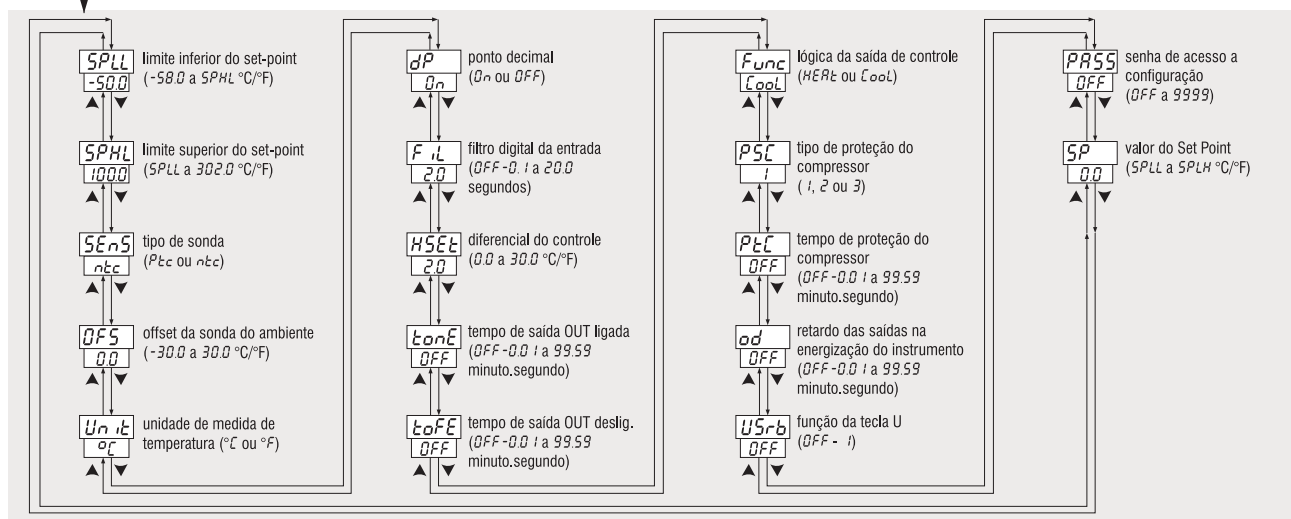 SPLL
-50.0
limite inferior do set-point
(-58.0 a SPHL °C/°F)
SPHL
100.0
limite superior do set-point
(SPLL a 302.0 °C/°F)
SEnS
ntc
tipo de sonda
(Ptc ou ntc)
OFS
0.0
offset da sonda do ambiente
(-30.0 a 30.0 °C/°F)
Unit
°C
unidade de medida de
temperatura (°C ou °F)
dP
On
ponto decimal
(On ou OFF)
FiL
2.0
filtro digital da entrada
(OFF-0.1 a 20.0
segundos)
HSEt
2.0
diferencial do controle
(0.0 a 30.0 °C/°F)
tonE
OFF
tempo de saída OUT ligada
(OFF-0.01 a 99.59
minuto.segundo)
toFE
OFF
tempo de saída OUT deslig.
(OFF-0.01 a 99.59
minuto.segundo)
Func
CooL
lógica da saída de controle
(HEAt ou CooL)
PSC
1
tipo de proteção do
compressor
(1, 2 ou 3)
PtC
OFF
tempo de proteção do
compressor
(OFF-0.01 a 99.59
minuto.segundo)
od
OFF
retardo das saídas na
energização do instrumento
(OFF-0.01 a 99.59
minuto.segundo)
USrb
OFF
função da tecla U
(OFF - 1)
PASS
OFF
senha de acesso a
configuração
(OFF a 9999)
SP
0.0
valor do Set Point
(SPLL a SPLH °C/°F)